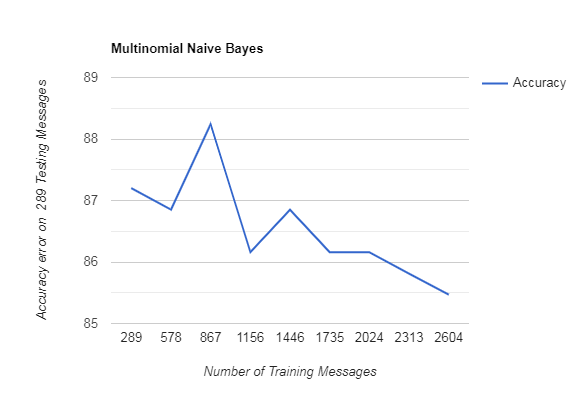 Multinomial Naive Bayes
89
88
87
86
85
Accuracy error on 289 Testing Messages
Accuracy
289 578 867 1156 1446 1735 2024 2313 2604
Number of Training Messages